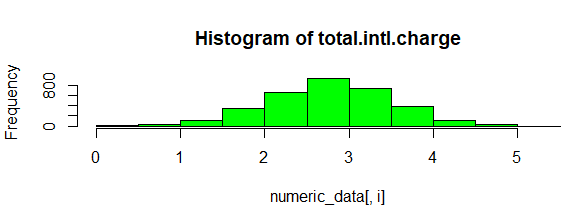 Histogram of total.intl.charge
Frequency
800
0
0 1 2 3 4 5
numeric_data[, i]